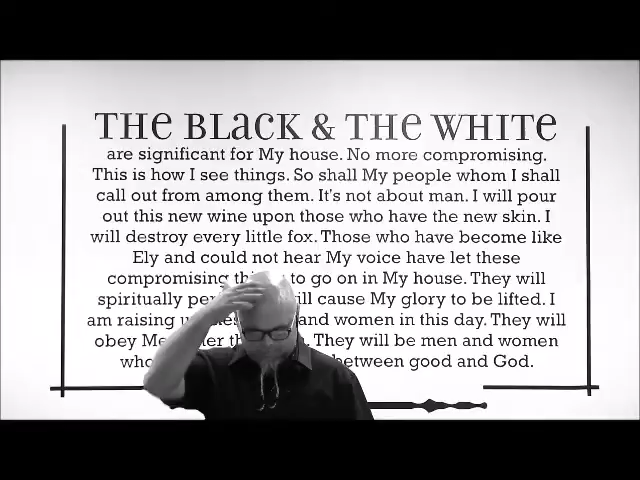 THE BLACK & THE WHITE
are significant for My house. No more compromising.
This is how I see things. So shall My people whom I shall
call out from among them. It's not about man. I will pour
out this new wine upon those who have the new skin. I
will destroy every little fox. Those who have become like
Ely and could not hear My voice have let these
compromising to go on in My house. They will
spiritually cause My glory to be lifted. I
am raising and women in this day. They will
obey They will be men and women
who between good and God.